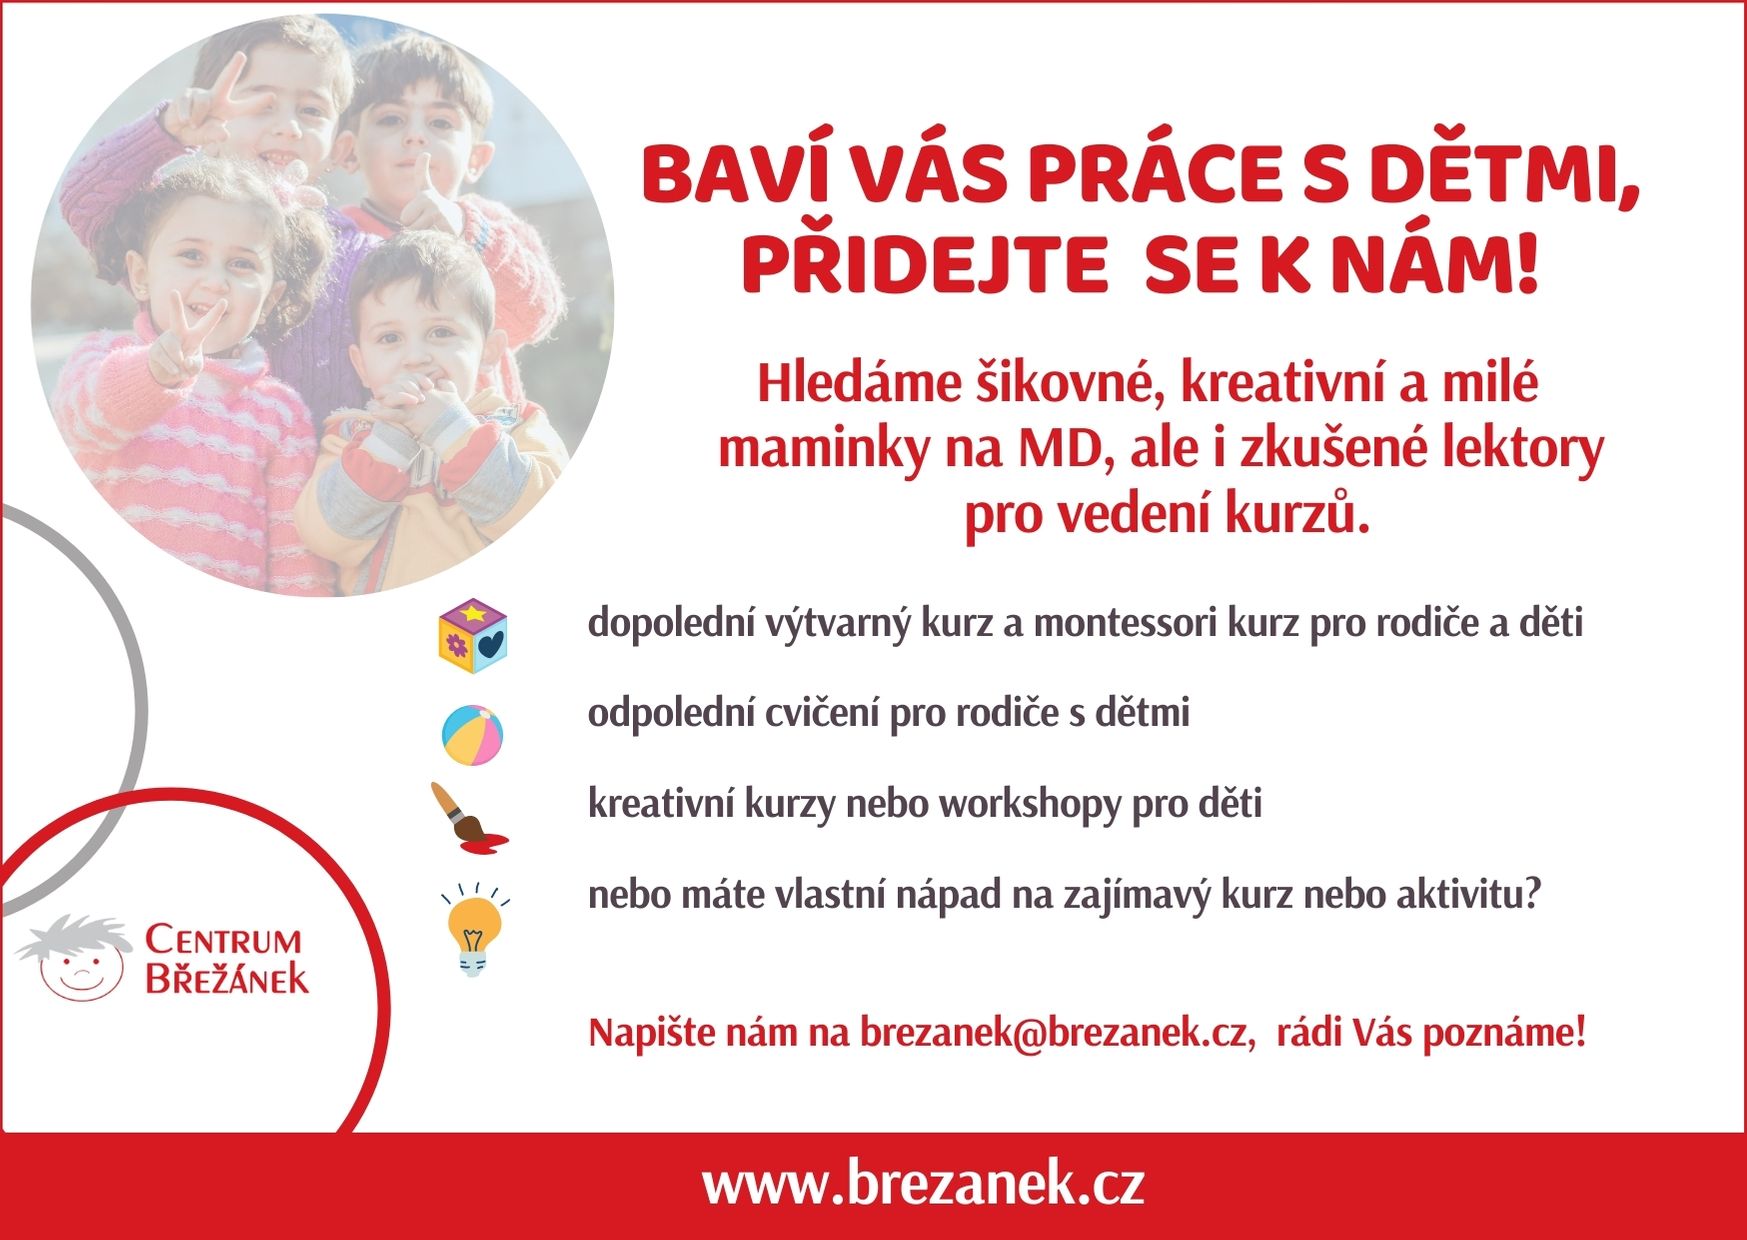 BAVÍ VÁS PRÁCE S DĚTMI,
PŘIDEJTE SE K NÁM!
Hledáme šikovné, kreativní a milé
maminky na MD, ale i zkušené lektory
pro vedení kurzů.
dopolední výtvarný kurz a montessori kurz pro rodiče a děti
odpolední cvičení pro rodiče s dětmi
kreativní kurzy nebo workshopy pro děti
nebo máte vlastní nápad na zajímavý kurz nebo aktivitu?
CENTRUM
BŘEŽÁNEK
Napište nám na brezanek@brezanek.cz, rádi Vás poznáme!
www.brezanek.cz